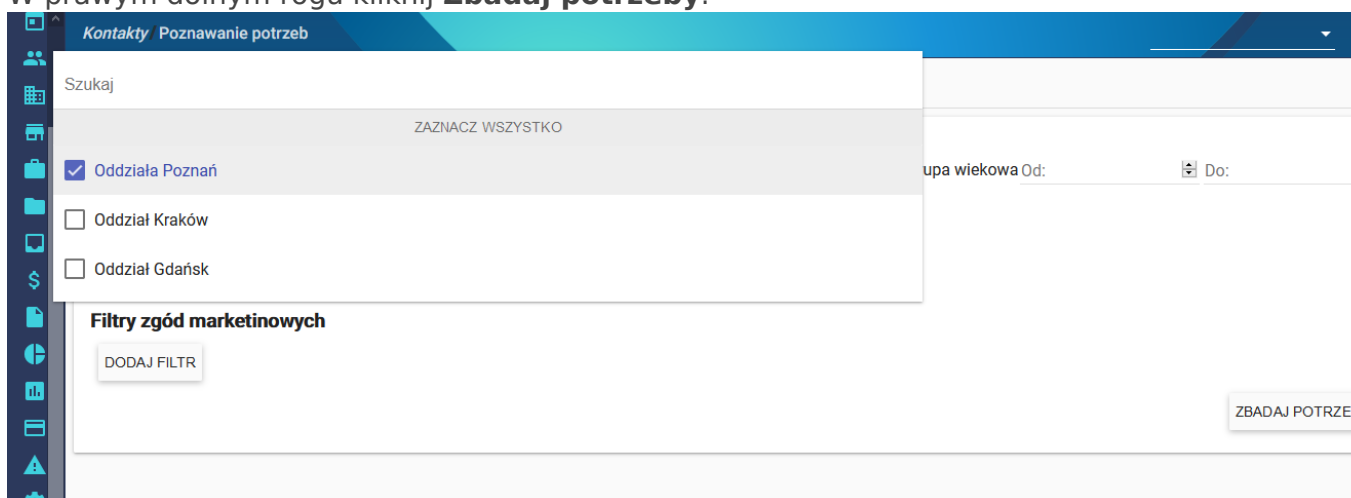 W prawym dolnym rogu kliknij Zbadaj potrzeby.
Kontakty / Poznawanie potrzeb
Szukaj
ZAZNACZ WSZYSTKO
Oddziała Poznań
upa wiekowa Od: Do:
Oddział Kraków
Oddział Gdańsk
Filtry zgód marketinowych
DODAJ FILTR
ZBADAJ POTRZE